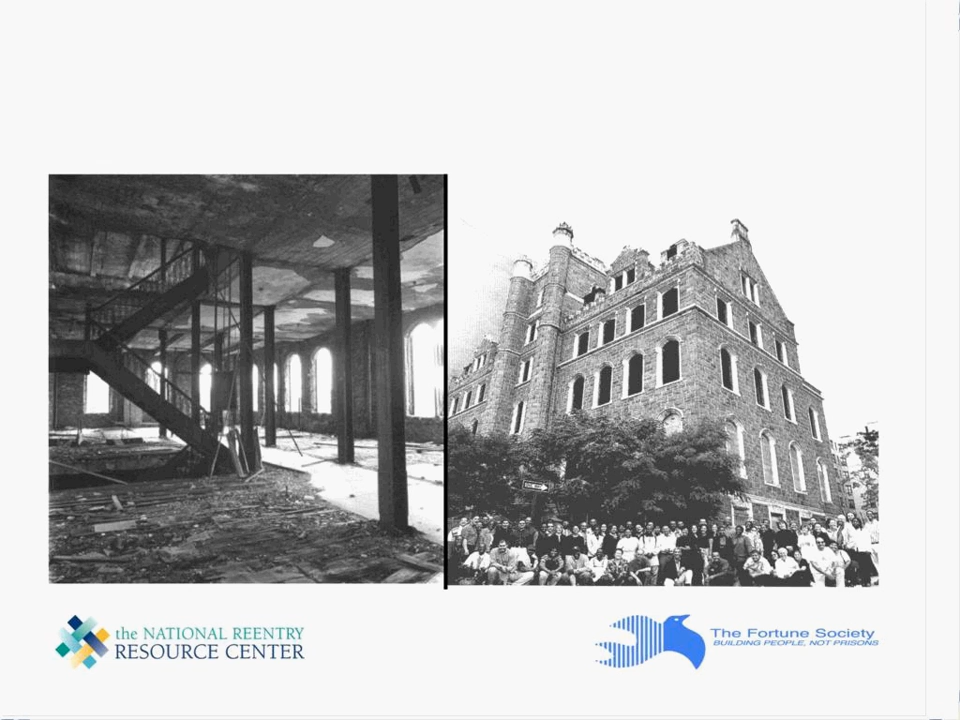 the NATIONAL REENTRY
RESOURCE CENTER
The Fortune Society
BUILDING PEOPLE, NOT PRISONS